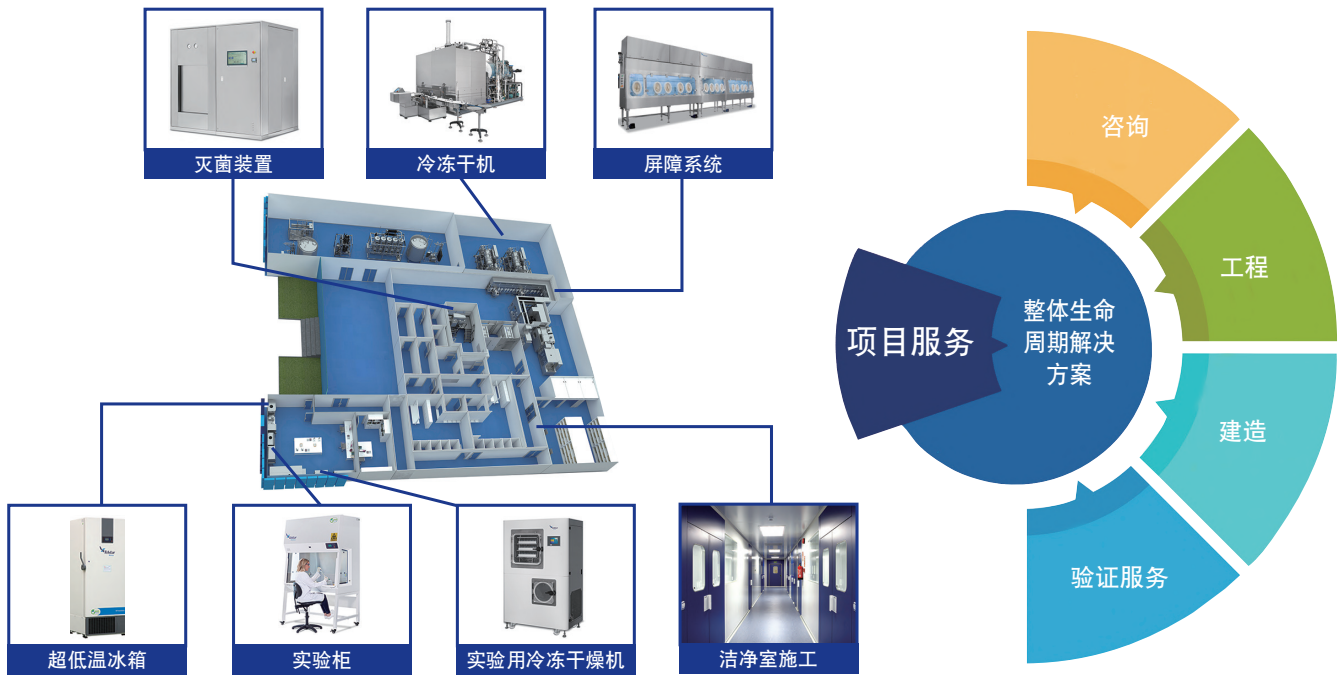 灭菌装置
冷冻干机
屏障系统
超低温冰箱
实验柜
实验用冷冻干燥机
洁净室施工
项目服务
整体生命
周期解决
方案
咨询
工程
建造
验证服务